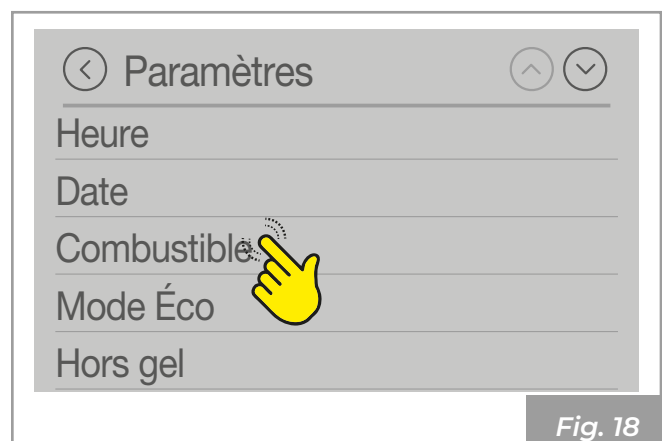 Paramètres
Heure
Date
Combustible
Mode Éco
Hors gel
Fig. 18